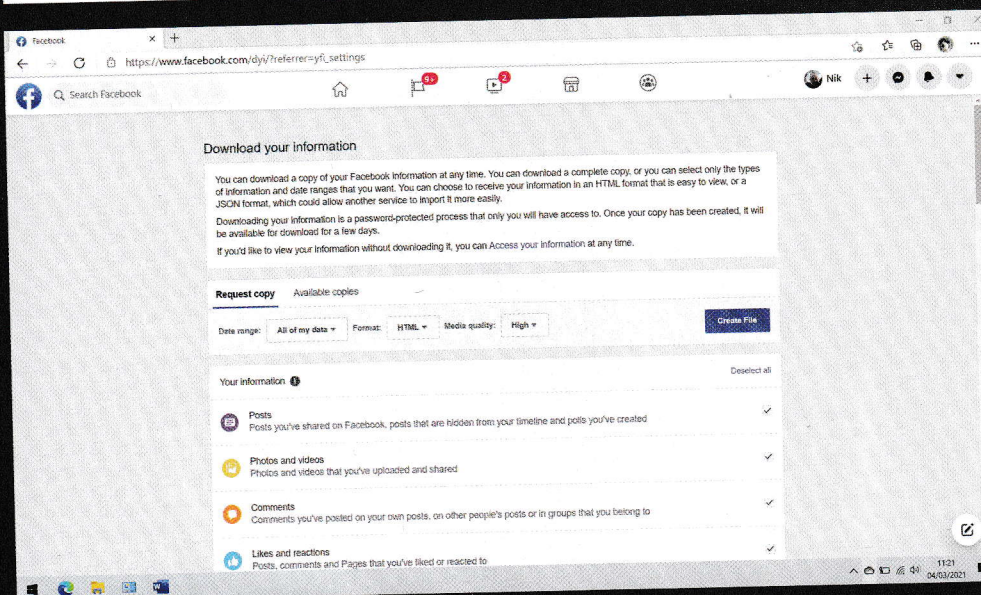 Facebook
https://www.facebook.com/dyi/?referrer=yfi_settings
Search Facebook
9+
2
Nik
Download your information
You can download a copy of your Facebook information at any time. You can download a complete copy, or you can select only the types
of information and date ranges that you want. You can choose to receive your information in an HTML format that is easy to view, or a
JSON format, which could allow another service to import it more easily.
Downloading your information is a password-protected process that only you will have access to. Once your copy has been created, it will
be available for download for a few days.
If you'd like to view your information without downloading it, you can Access your information at any time.
Request copy Available copies
Date range: All of my data Format: HTML Media quality: High Create File
Your information Deselect all
Posts
Posts you've shared on Facebook, posts that are hidden from your timeline and polls you've created
Photos and videos
Photos and videos that you've uploaded and shared
Comments
Comments you've posted on your own posts, on other people's posts or in groups that you belong to
Likes and reactions
Posts, comments and Pages that you've liked or reacted to
11:21
04/03/2021